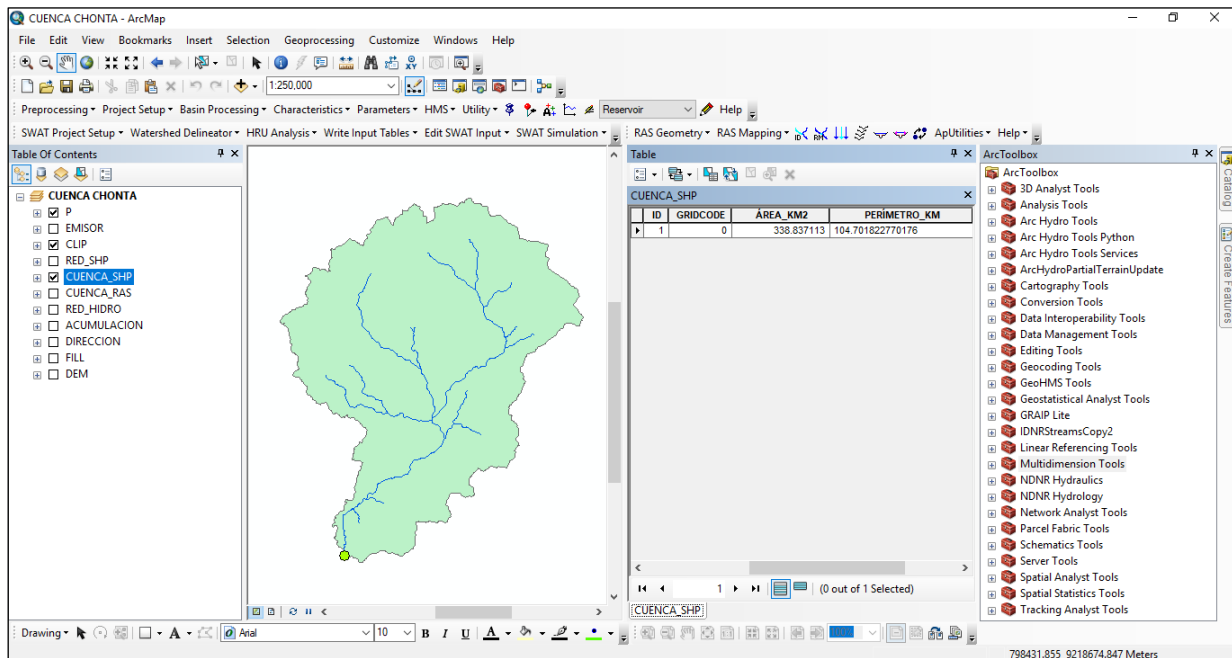 CUENCA CHONTA - ArcMap
File Edit View Bookmarks Insert Selection Geoprocessing Customize Windows Help
1:250,000
Preprocessing Project Setup Basin Processing Characteristics Parameters HMS Utility Reservoir Help
SWAT Project Setup Watershed Delineator HRU Analysis Write Input Tables Edit SWAT Input SWAT Simulation RAS Geometry RAS Mapping ApUtilities Help
Table Of Contents
CUENCA CHONTA
P
EMISOR
CLIP
RED_SHP
CUENCA_SHP
CUENCA_RAS
RED_HIDRO
ACUMULACION
DIRECCION
FILL
DEM
Table
CUENCA_SHP
ID GRIDCODE ÁREA_KM2 PERÍMETRO_KM
1 0 338.837113 104.701822770176
1 (0 out of 1 Selected)
CUENCA_SHP
ArcToolbox
ArcToolbox
3D Analyst Tools
Analysis Tools
Arc Hydro Tools
Arc Hydro Tools Python
Arc Hydro Tools Services
ArcHydroPartialTerrainUpdate
Cartography Tools
Conversion Tools
Data Interoperability Tools
Data Management Tools
Editing Tools
Geocoding Tools
GeoHMS Tools
Geostatistical Analyst Tools
GRAIP Lite
IDNRStreamsCopy2
Linear Referencing Tools
Multidimension Tools
NDNR Hydraulics
NDNR Hydrology
Network Analyst Tools
Parcel Fabric Tools
Schematics Tools
Server Tools
Spatial Analyst Tools
Spatial Statistics Tools
Tracking Analyst Tools
Catalog
Create Features
Drawing A Arial 10 B I U A
798431.855 9218674.847 Meters